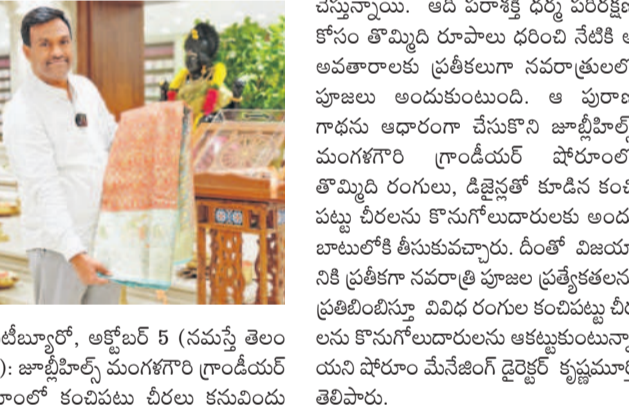 టీబ్యూరో, అక్టోబర్ 5 (నమస్తే తెలం
): జూబ్లీహిల్స్ మంగళగౌరి గ్రాండీయర్
కంచిపట్టు చీరలు కనువిందు
చేస్తున్నాయి. ఆది పరాశక్తి ధర్మ పరిరక్షణ
కోసం తొమ్మిది రూపాలు ధరించి నేటికి ఆ
అవతారాలకు ప్రతీకలుగా నవరాత్రులలో
పూజలు అందుకుంటుంది. ఆ పురాణ
గాథను ఆధారంగా చేసుకొని జూబ్లీహిల్స్
మంగళగౌరి గ్రాండీయర్ షోరూంలో
తొమ్మిది రంగులు, డిజైన్లతో కూడిన కంచి
పట్టు చీరలను కొనుగోలుదారులకు అందు
బాటులోకి తీసుకువచ్చారు. దీంతో విజయా
నికి ప్రతీకగా నవరాత్రి పూజల ప్రత్యేకతలను
ప్రతిబింబిస్తూ వివిధ రంగుల కంచిపట్టు చీర
లను కొనుగోలుదారులను ఆకట్టుకుంటున్నా
యని షోరూం మేనేజింగ్ డైరెక్టర్ కృష్ణమూర్తి
తెలిపారు.